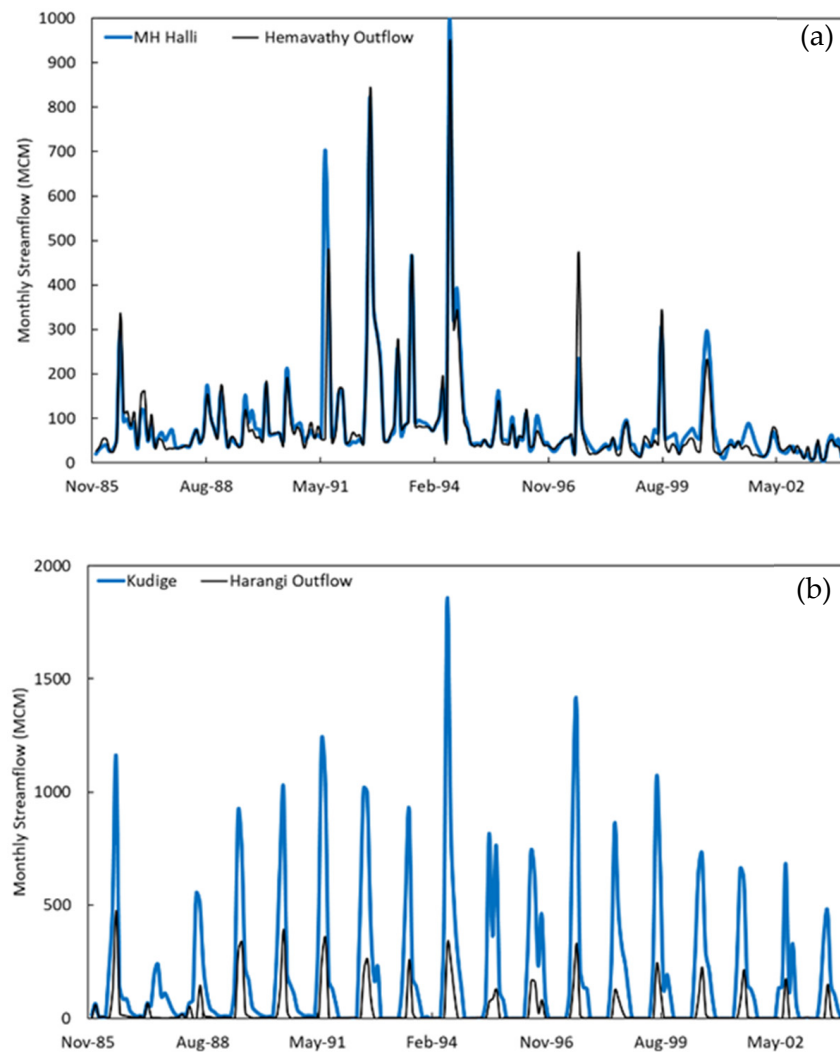 (a)
MH Halli Hemavathy Outflow
Monthly Streamflow (MCM)
1000
900
800
700
600
500
400
300
200
100
0
Nov-85 Aug-88 May-91 Feb-94 Nov-96 Aug-99 May-02
(b)
Kudige Harangi Outflow
Monthly Streamflow (MCM)
2000
1500
1000
500
0
Nov-85 Aug-88 May-91 Feb-94 Nov-96 Aug-99 May-02